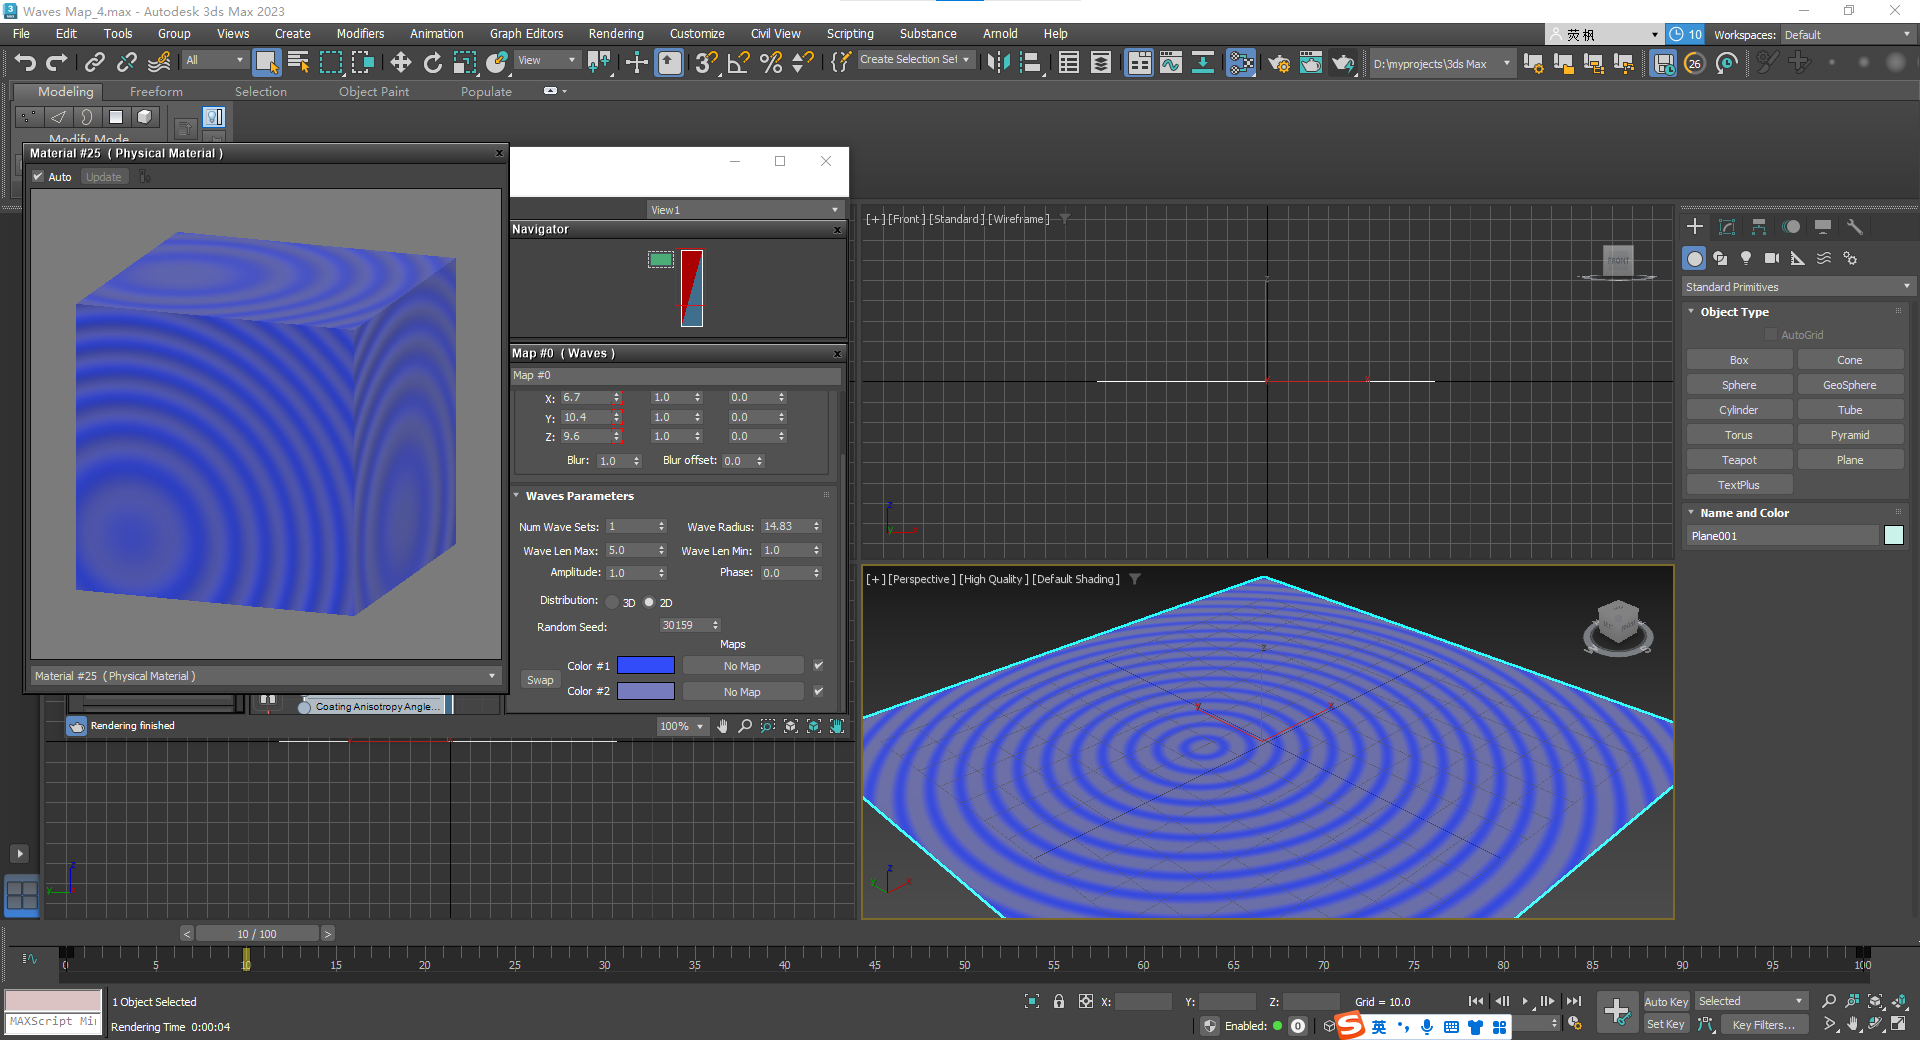 Waves Map_4.max - Autodesk 3ds Max 2023
File Edit Tools Group Views Create Modifiers Animation Graph Editors Rendering Customize Civil View Scripting Substance Arnold Help
荧枫 10 Workspaces: Default
All View Create Selection Set D:\myprojects\3ds Max 26
Modeling Freeform Selection Object Paint Populate
Modify Mode
Material #25 ( Physical Material )
Auto Update
Material #25 ( Physical Material )
View1
Navigator
Map #0 ( Waves )
Map #0
X: 6.7 1.0 0.0
Y: 10.4 1.0 0.0
Z: 9.6 1.0 0.0
Blur: 1.0 Blur offset: 0.0
Waves Parameters
Num Wave Sets: 1 Wave Radius: 14.83
Wave Len Max: 5.0 Wave Len Min: 1.0
Amplitude: 1.0 Phase: 0.0
Distribution: 3D 2D
Random Seed: 30159
Maps
Color #1 No Map
Swap
Color #2 No Map
Coating Anisotropy Angle...
Rendering finished 100%
[+] [Front ] [Standard ] [Wireframe ]
FRONT
[+] [Perspective ] [High Quality ] [Default Shading ]
Standard Primitives
Object Type
AutoGrid
Box Cone
Sphere GeoSphere
Cylinder Tube
Torus Pyramid
Teapot Plane
TextPlus
Name and Color
Plane001
< 10 / 100 >
0 5 10 15 20 25 30 35 40 45 50 55 60 65 70 75 80 85 90 95 100
1 Object Selected X: Y: Z: Grid = 10.0 Auto Key Selected
MAXScript Mi
Rendering Time 0:00:04 Enabled: 0 英 Set Key Key Filters...